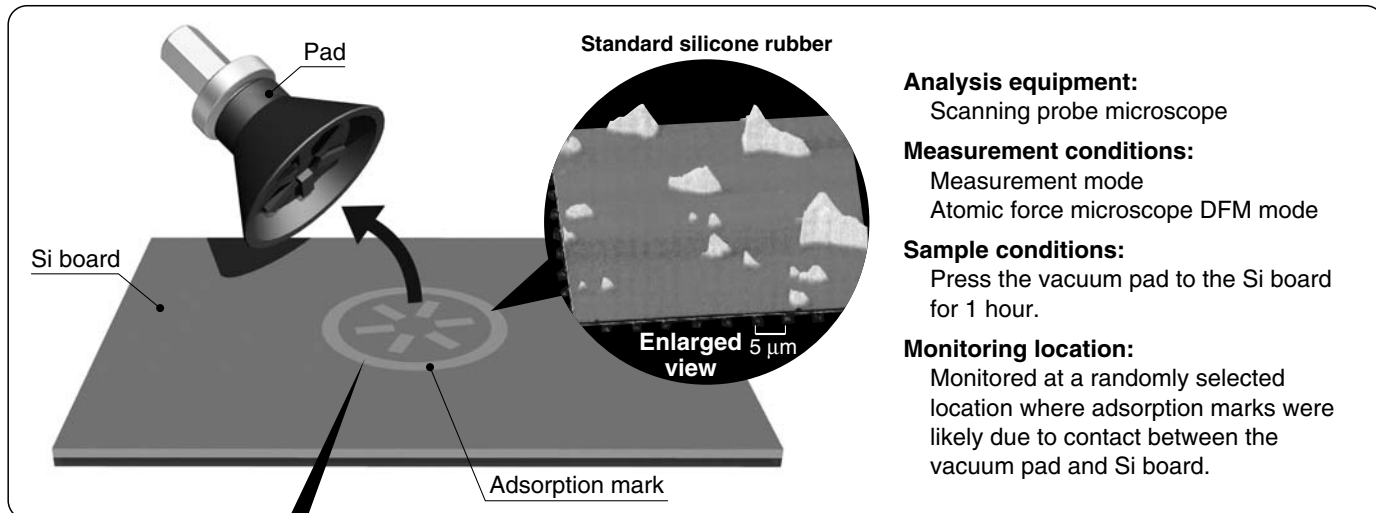 Pad
Si board
Adsorption mark
Standard silicone rubber
Enlarged
view
5 μm
Analysis equipment:
Scanning probe microscope
Measurement conditions:
Measurement mode
Atomic force microscope DFM mode
Sample conditions:
Press the vacuum pad to the Si board
for 1 hour.
Monitoring location:
Monitored at a randomly selected
location where adsorption marks were
likely due to contact between the
vacuum pad and Si board.